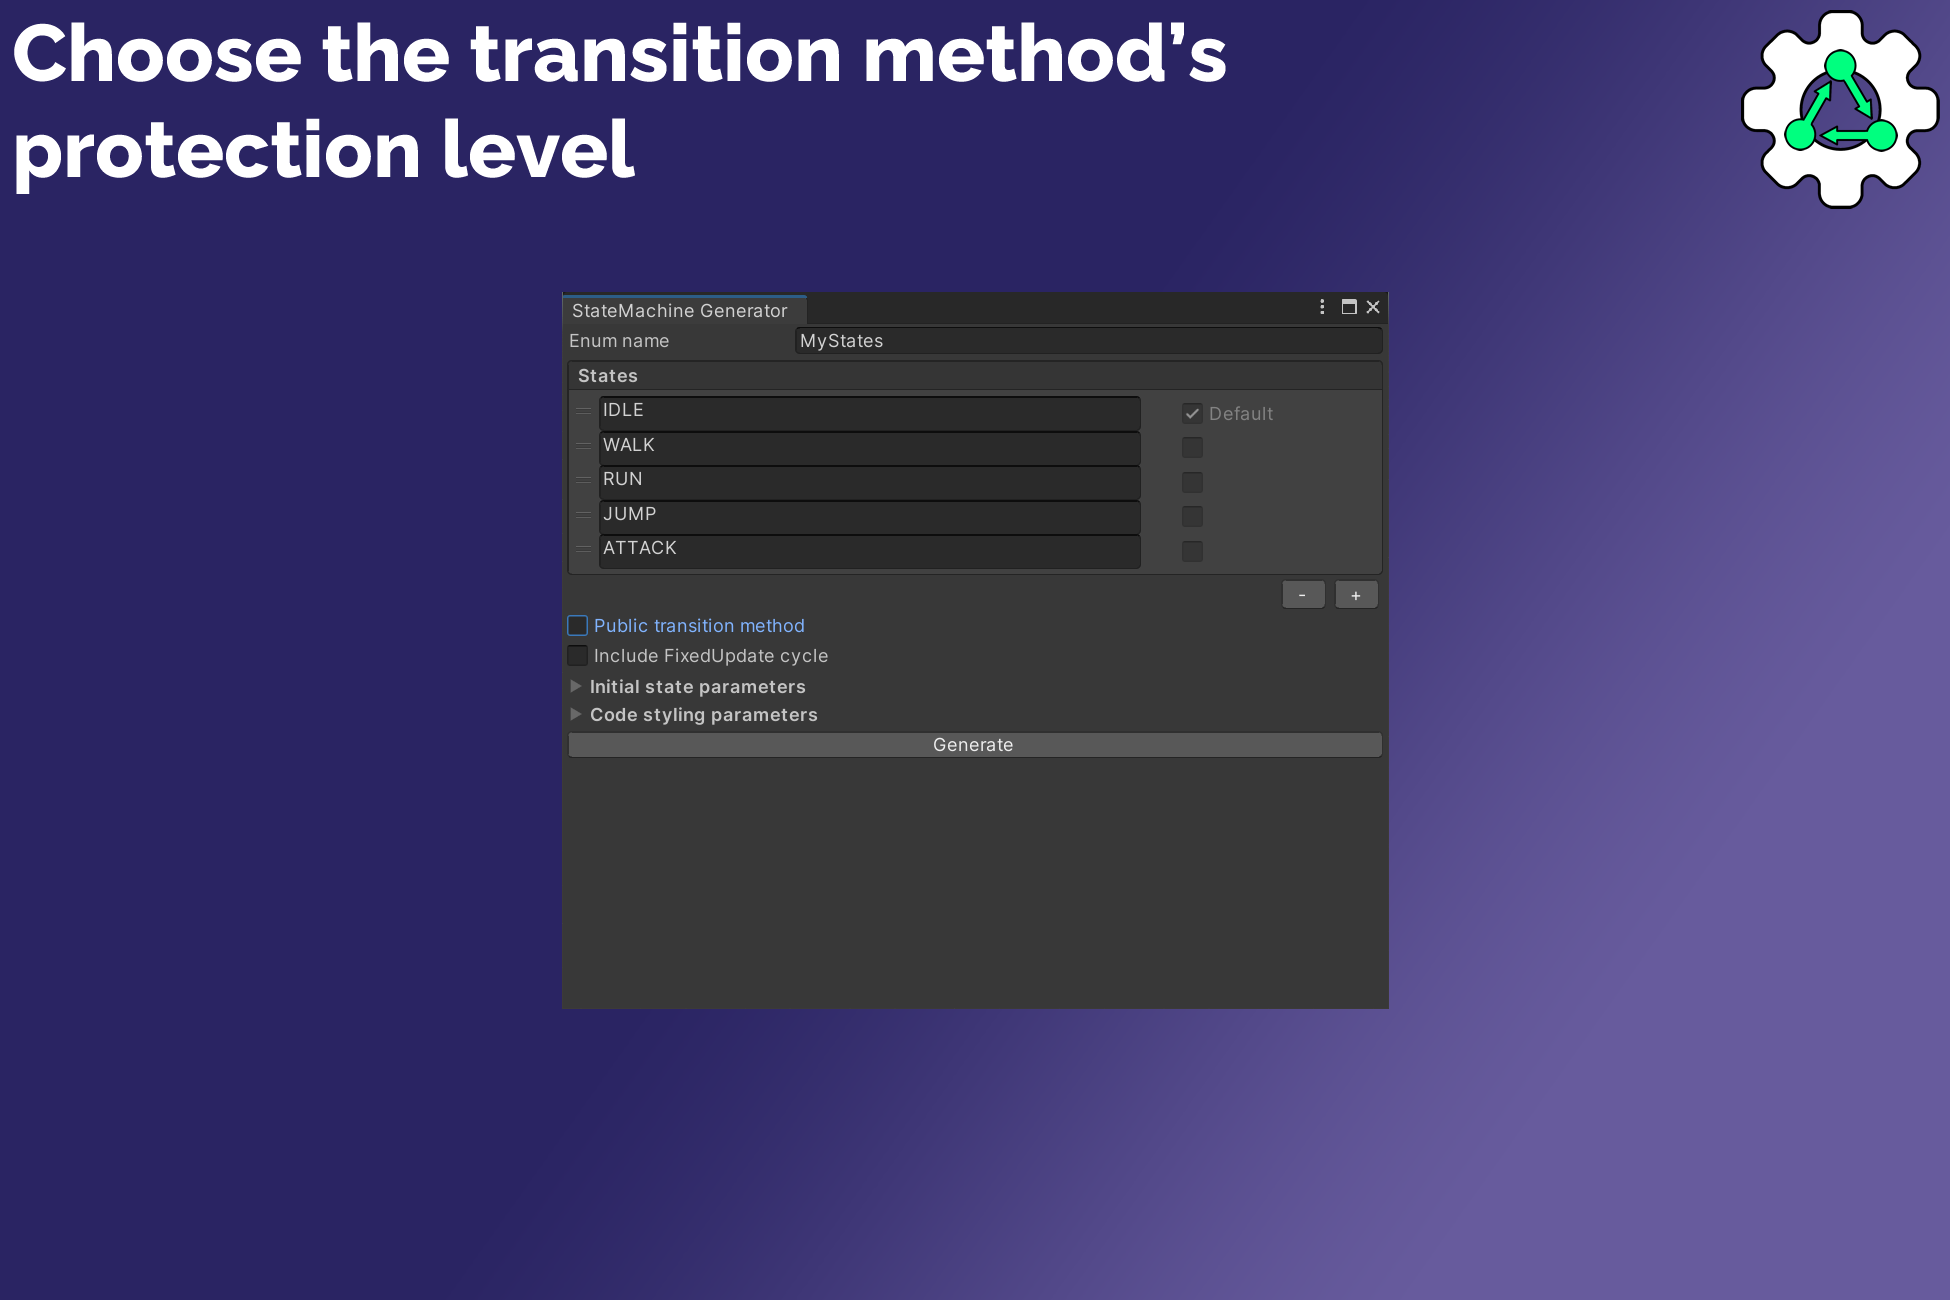 Choose the transition method’s
protection level
StateMachine Generator
Enum name MyStates
States
IDLE Default
WALK
RUN
JUMP
ATTACK
- +
Public transition method
Include FixedUpdate cycle
Initial state parameters
Code styling parameters
Generate